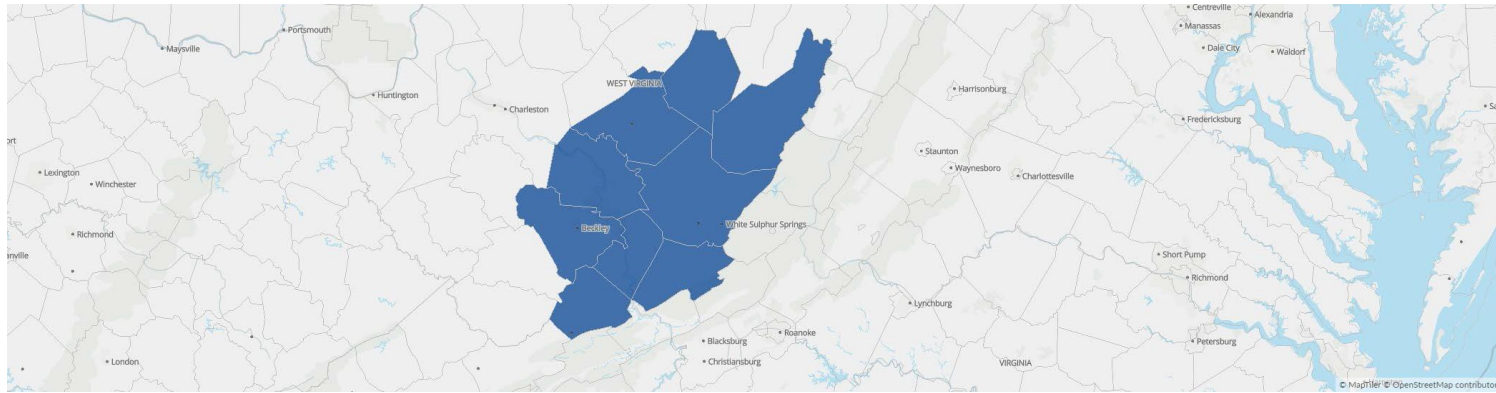 Centreville
Alexandria
Manassas
Portsmouth
Maysville
Dale City
Waldorf
WEST VIRGINIA
Harrisonburg
Huntington
Charleston
Fredericksburg
Staunton
Lexington
Waynesboro
Charlottesville
Winchester
White Sulphur Springs
Beckley
Richmond
Short Pump
Richmond
Lynchburg
Roanoke
Blacksburg
Petersburg
London
Christiansburg
VIRGINIA
© MapTiler © OpenStreetMap contributor